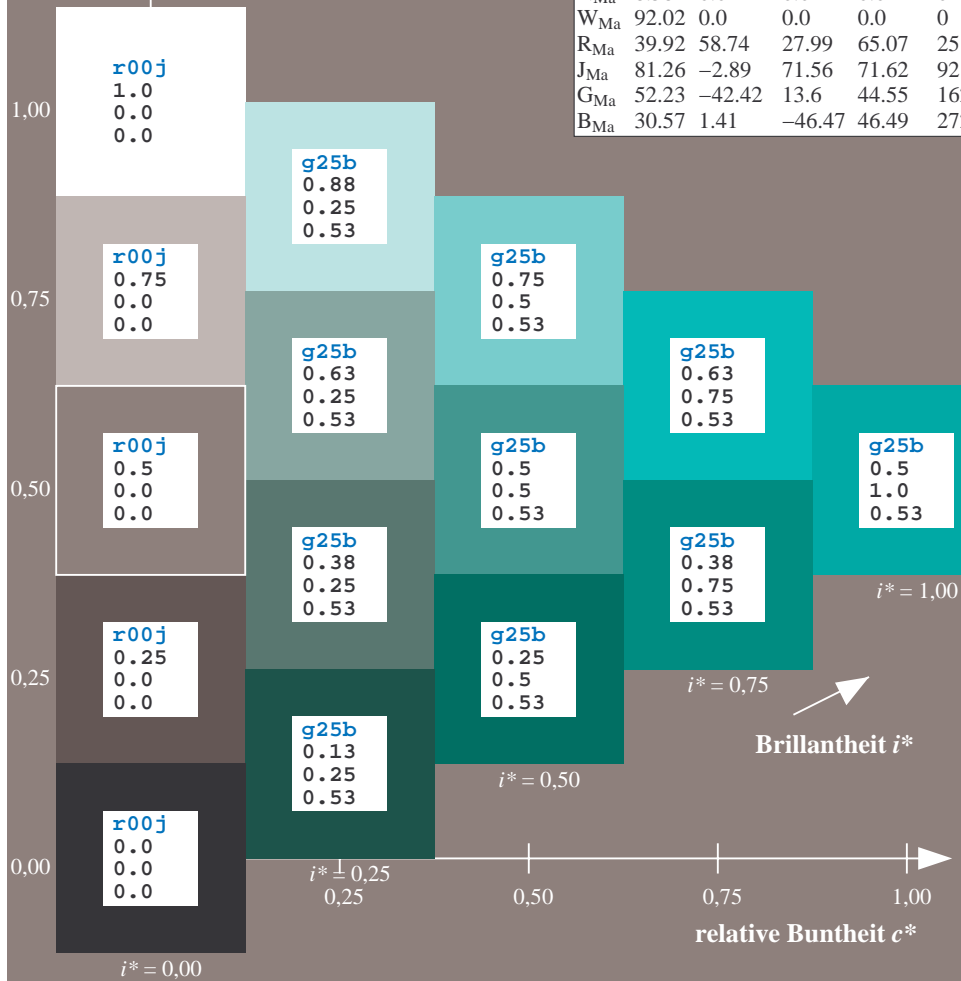 W_Ma 92.02 0.0 0.0 0.0 0
R_Ma 39.92 58.74 27.99 65.07 25
J_Ma 81.26 −2.89 71.56 71.62 92
G_Ma 52.23 −42.42 13.6 44.55 162
B_Ma 30.57 1.41 −46.47 46.49 272
1,00
r00j
1.0
0.0
0.0
g25b
0.88
0.25
0.53
0,75
r00j
0.75
0.0
0.0
g25b
0.75
0.5
0.53
g25b
0.63
0.25
0.53
g25b
0.63
0.75
0.53
0,50
r00j
0.5
0.0
0.0
g25b
0.5
0.5
0.53
g25b
0.5
1.0
0.53
g25b
0.38
0.25
0.53
g25b
0.38
0.75
0.53
i* = 1,00
0,25
r00j
0.25
0.0
0.0
g25b
0.25
0.5
0.53
i* = 0,75
g25b
0.13
0.25
0.53
Brillantheit i*
i* = 0,50
0,00
r00j
0.0
0.0
0.0
i* = 0,25
0,25 0,50 0,75 1,00
relative Buntheit c*
i* = 0,00